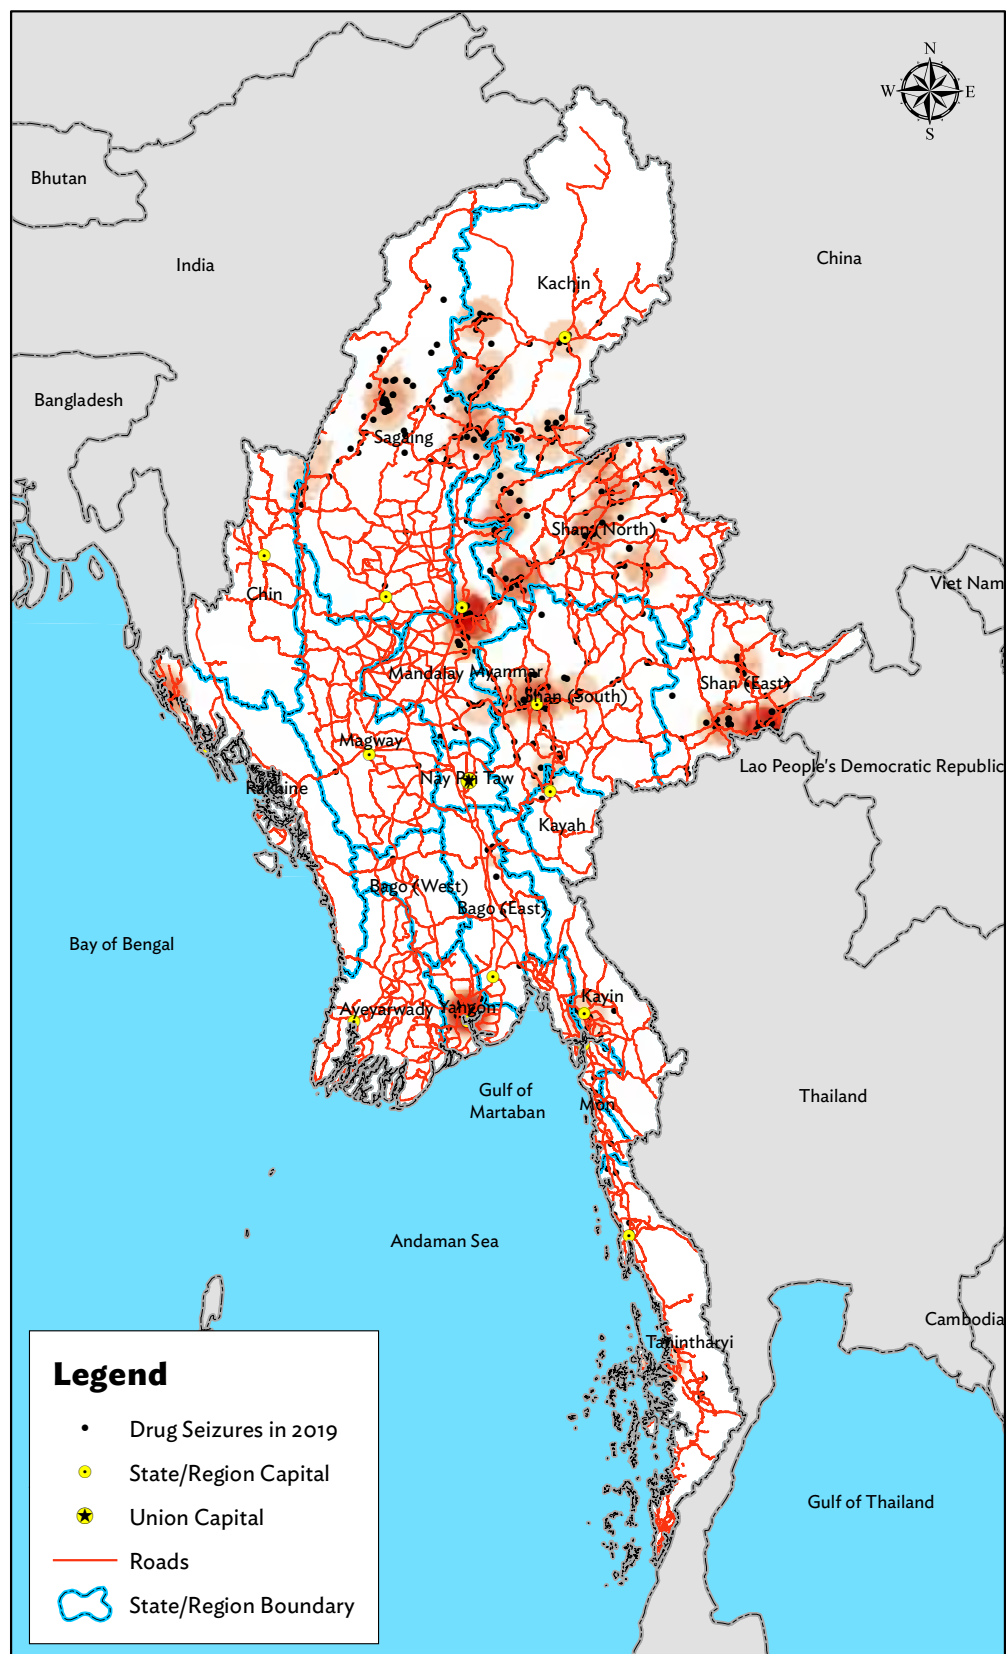 N
W E
S
Bhutan
India
China
Kachin
Bangladesh
Sagaing
Shan (North)
Viet Nam
Chin
Mandalay Myanmar
Shan (South)
Shan (East)
Magway
Lao People's Democratic Republic
Nay Pyi Taw
Rakhine
Kayah
Bago (West)
Bago (East)
Bay of Bengal
Kayin
Ayeyarwady Yangon
Gulf of
Martaban
Mon
Thailand
Andaman Sea
Cambodia
Tanintharyi
Gulf of Thailand
Legend
Drug Seizures in 2019
State/Region Capital
Union Capital
Roads
State/Region Boundary